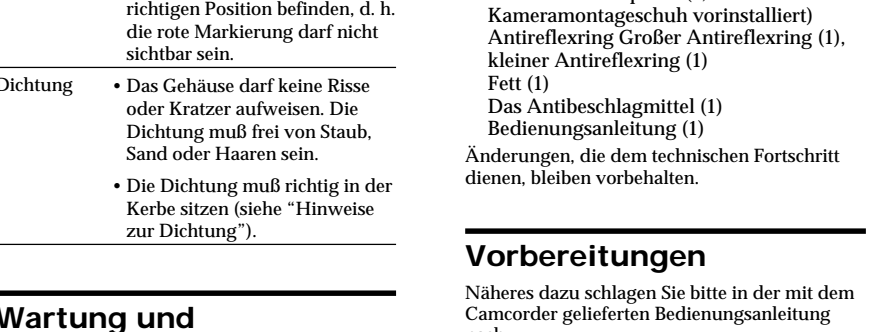 richtigen Position befinden, d. h.
die rote Markierung darf nicht
sichtbar sein.
Dichtung • Das Gehäuse darf keine Risse
oder Kratzer aufweisen. Die
Dichtung muß frei von Staub,
Sand oder Haaren sein.
• Die Dichtung muß richtig in der
Kerbe sitzen (siehe “Hinweise
zur Dichtung”).
Wartung und
Kameramontageschuh vorinstalliert)
Antireflexring Großer Antireflexring (1),
kleiner Antireflexring (1)
Fett (1)
Das Antibeschlagmittel (1)
Bedienungsanleitung (1)
Änderungen, die dem technischen Fortschritt
dienen, bleiben vorbehalten.
Vorbereitungen
Näheres dazu schlagen Sie bitte in der mit dem
Camcorder gelieferten Bedienungsanleitung